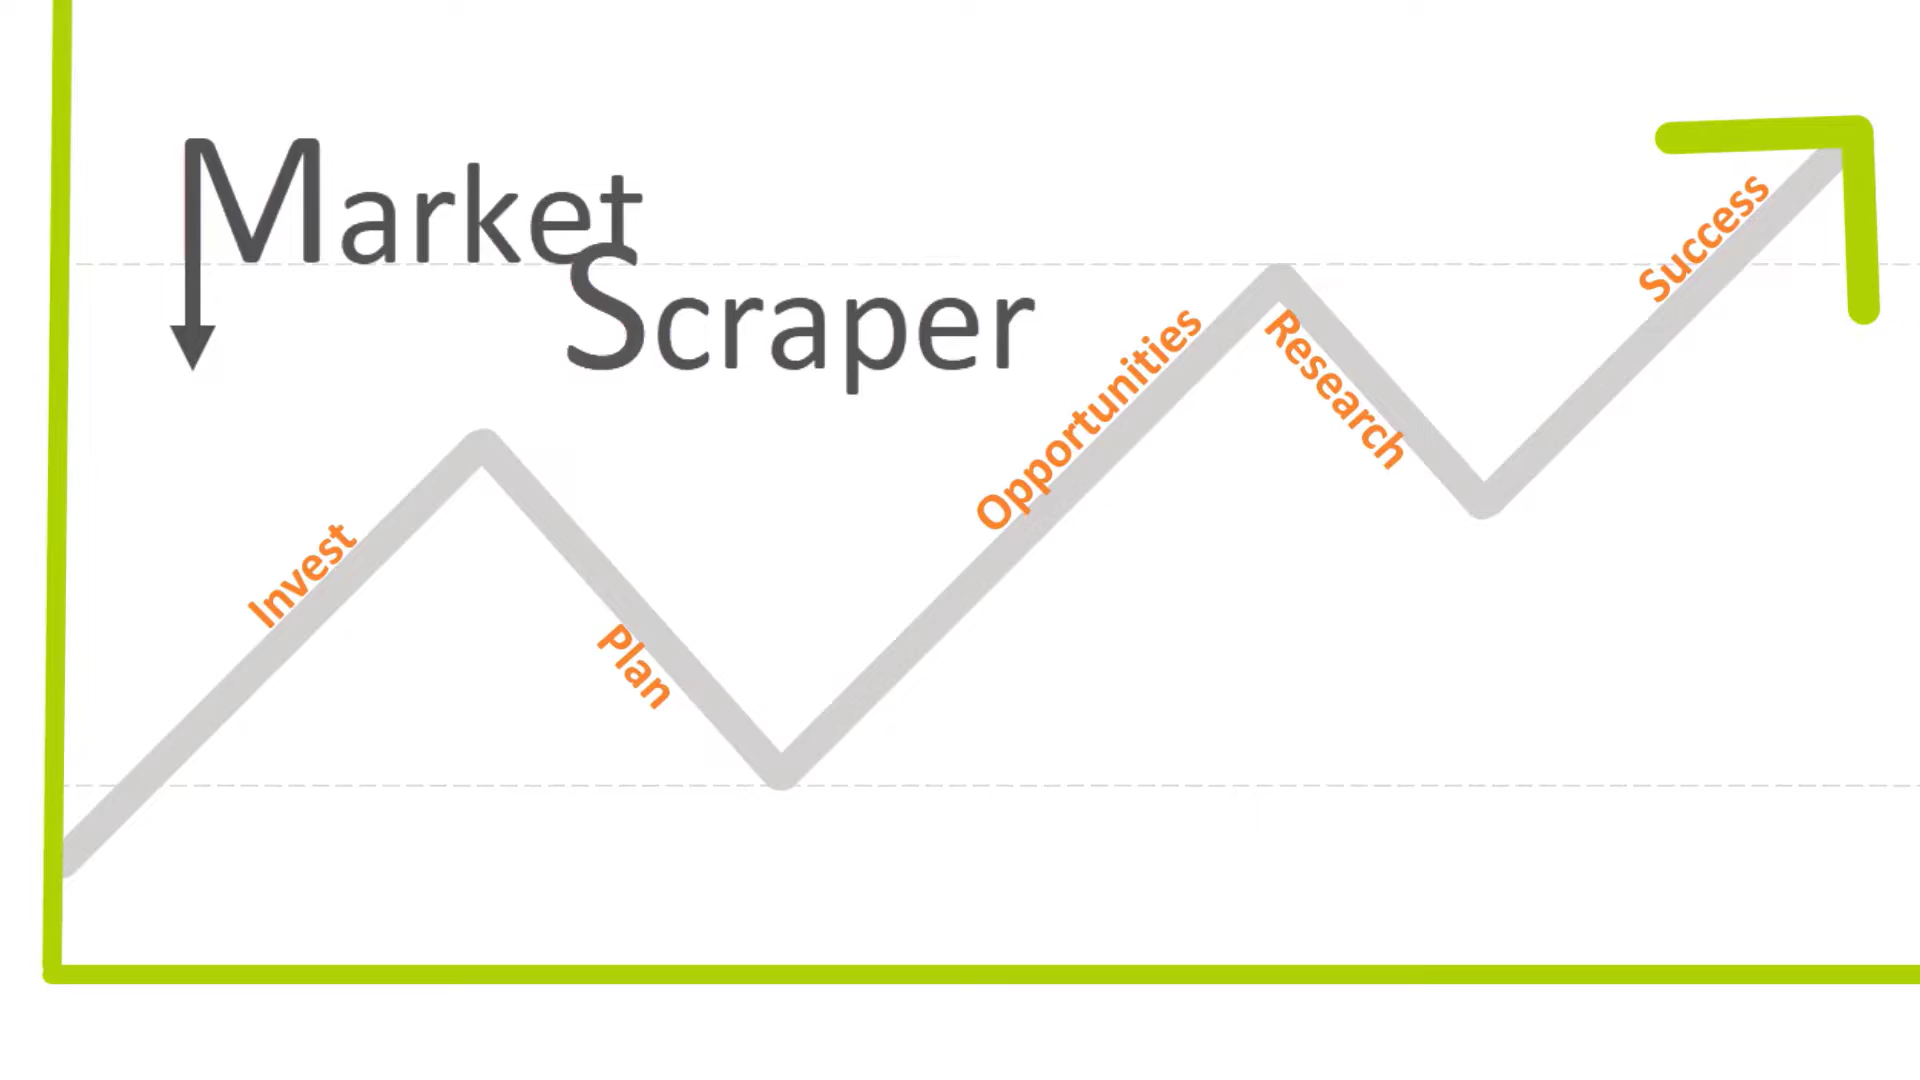 Market
Scraper
Invest
Plan
Opportunities
Research
Success